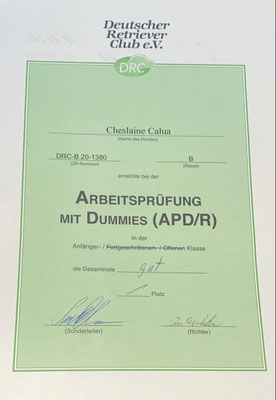 Deutscher
Retriever
Club e.V.
DRC
Cheslaine Calua
(Name des Hundes)
DRC-B 20-1380 B
(ZB-Nummer) (Rasse)
erreichte bei der
ARBEITSPRÜFUNG
MIT DUMMIES (APD/R)
in der
Anfänger- / Fortgeschrittenen- / Offenen Klasse
die Gesamtnote gut
Platz
(Sonderleiter) (Richter)